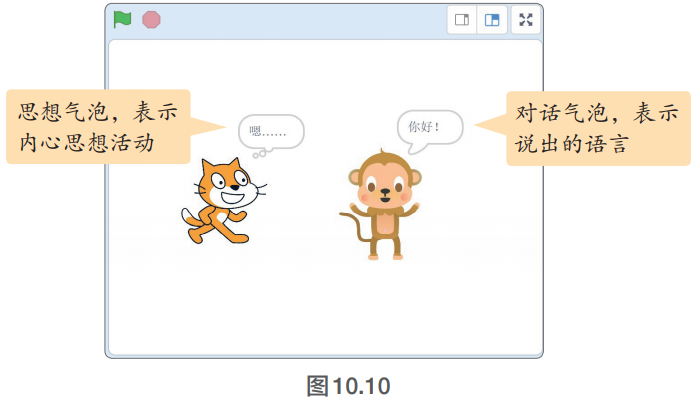 思想气泡，表示
内心思想活动
嗯……
你好！
对话气泡，表示
说出的语言
图10.10